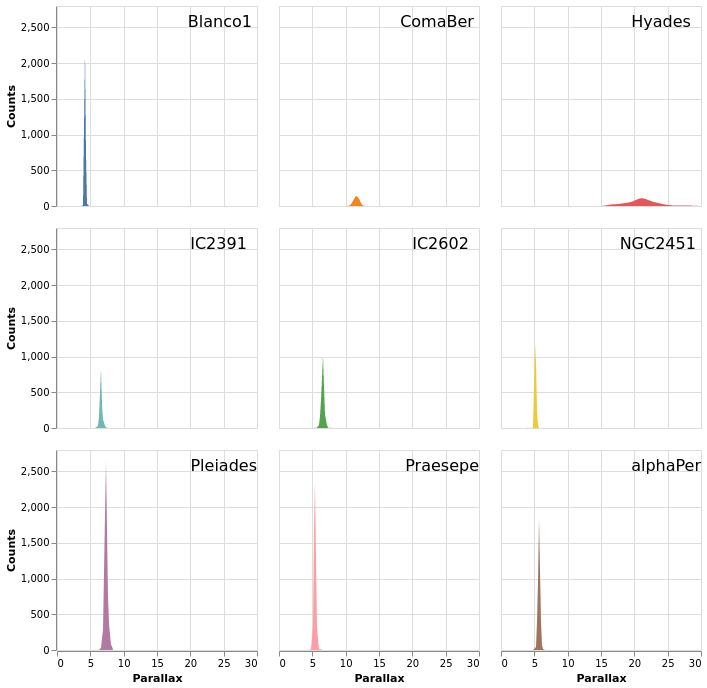 Blanco1
ComaBer
Hyades
Counts
2,500
2,000
1,500
1,000
500
0
IC2391
IC2602
NGC2451
Counts
2,500
2,000
1,500
1,000
500
0
Pleiades
Praesepe
alphaPer
Counts
2,500
2,000
1,500
1,000
500
0
0 5 10 15 20 25 30
0 5 10 15 20 25 30
0 5 10 15 20 25 30
Parallax
Parallax
Parallax